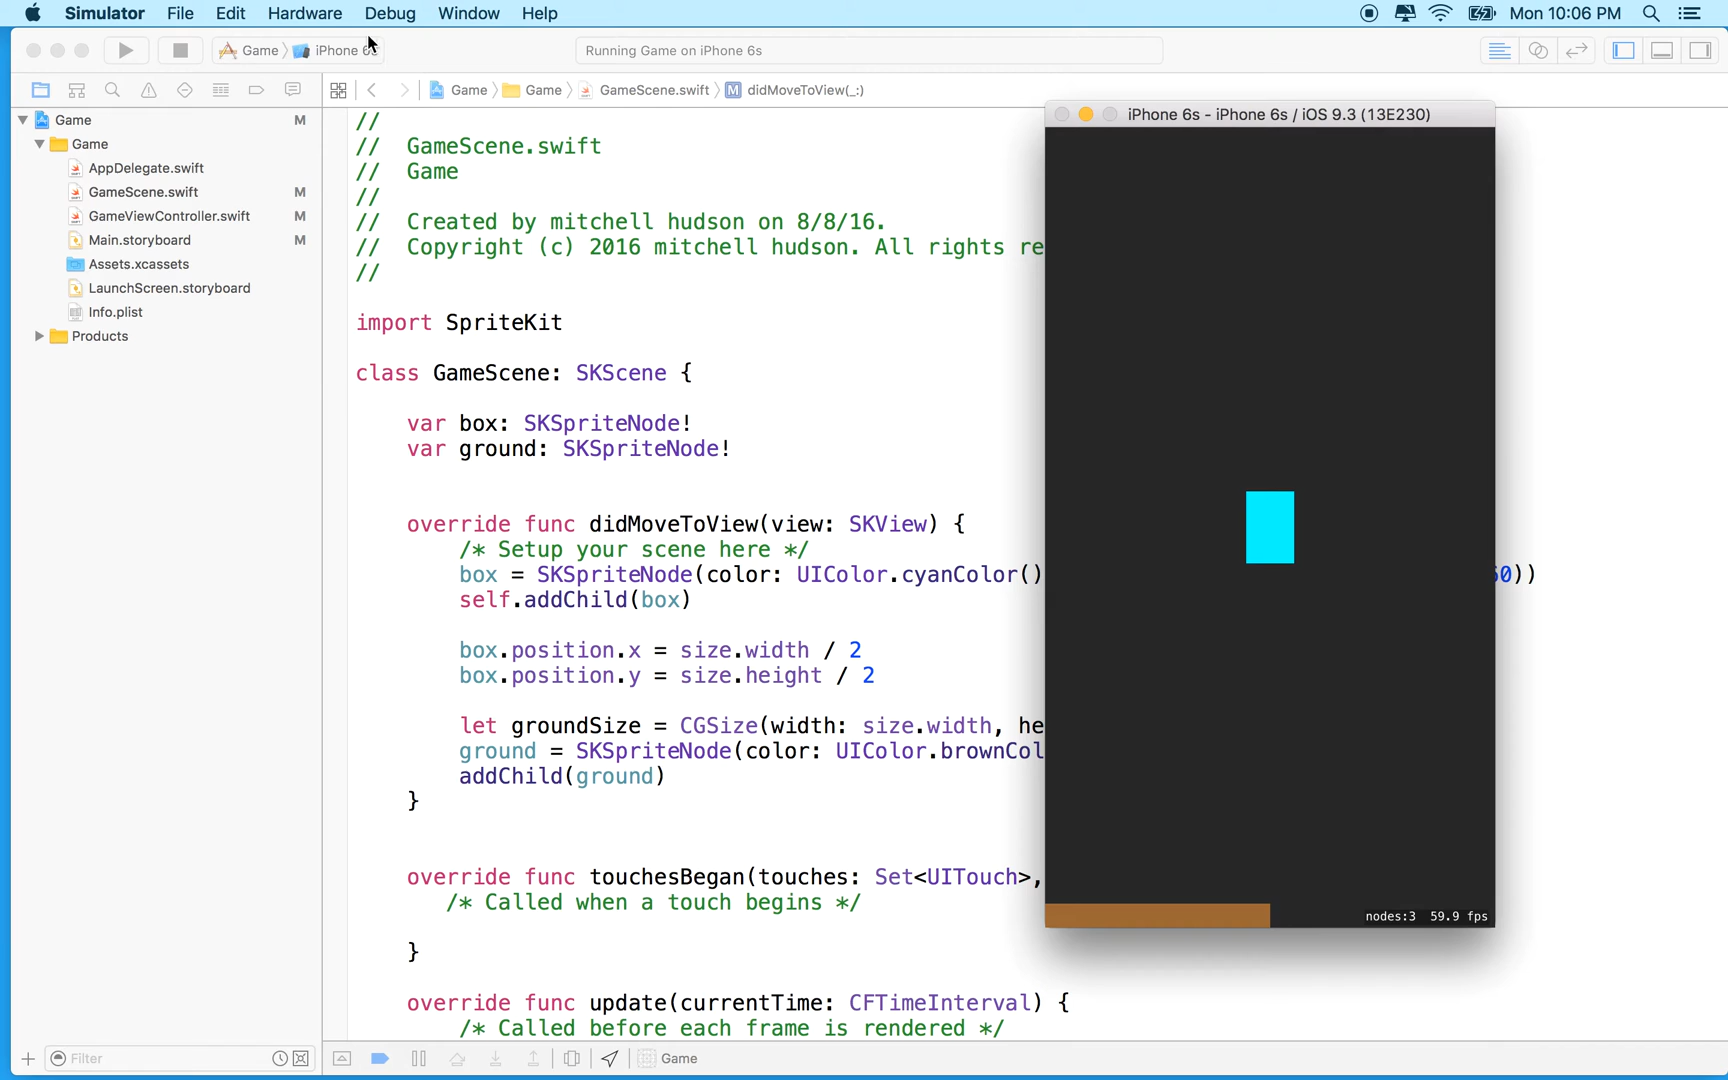 Simulator File Edit Hardware Debug Window Help Mon 10:06 PM
Game iPhone 6s Running Game on iPhone 6s
Game Game GameScene.swift M didMoveToView(_:)
Game M
Game
AppDelegate.swift
GameScene.swift M
GameViewController.swift M
Main.storyboard M
Assets.xcassets
LaunchScreen.storyboard
Info.plist
Products
//
// GameScene.swift
// Game
//
// Created by mitchell hudson on 8/8/16.
// Copyright (c) 2016 mitchell hudson. All rights re
//
import SpriteKit
class GameScene: SKScene {
var box: SKSpriteNode!
var ground: SKSpriteNode!
override func didMoveToView(view: SKView) {
/* Setup your scene here */
box = SKSpriteNode(color: UIColor.cyanColor() 0))
self.addChild(box)
box.position.x = size.width / 2
box.position.y = size.height / 2
let groundSize = CGSize(width: size.width, he
ground = SKSpriteNode(color: UIColor.brownCol
addChild(ground)
}
override func touchesBegan(touches: Set<UITouch>,
/* Called when a touch begins */
}
override func update(currentTime: CFTimeInterval) {
/* Called before each frame is rendered */
iPhone 6s - iPhone 6s / iOS 9.3 (13E230)
nodes:3 59.9 fps
Filter
Game